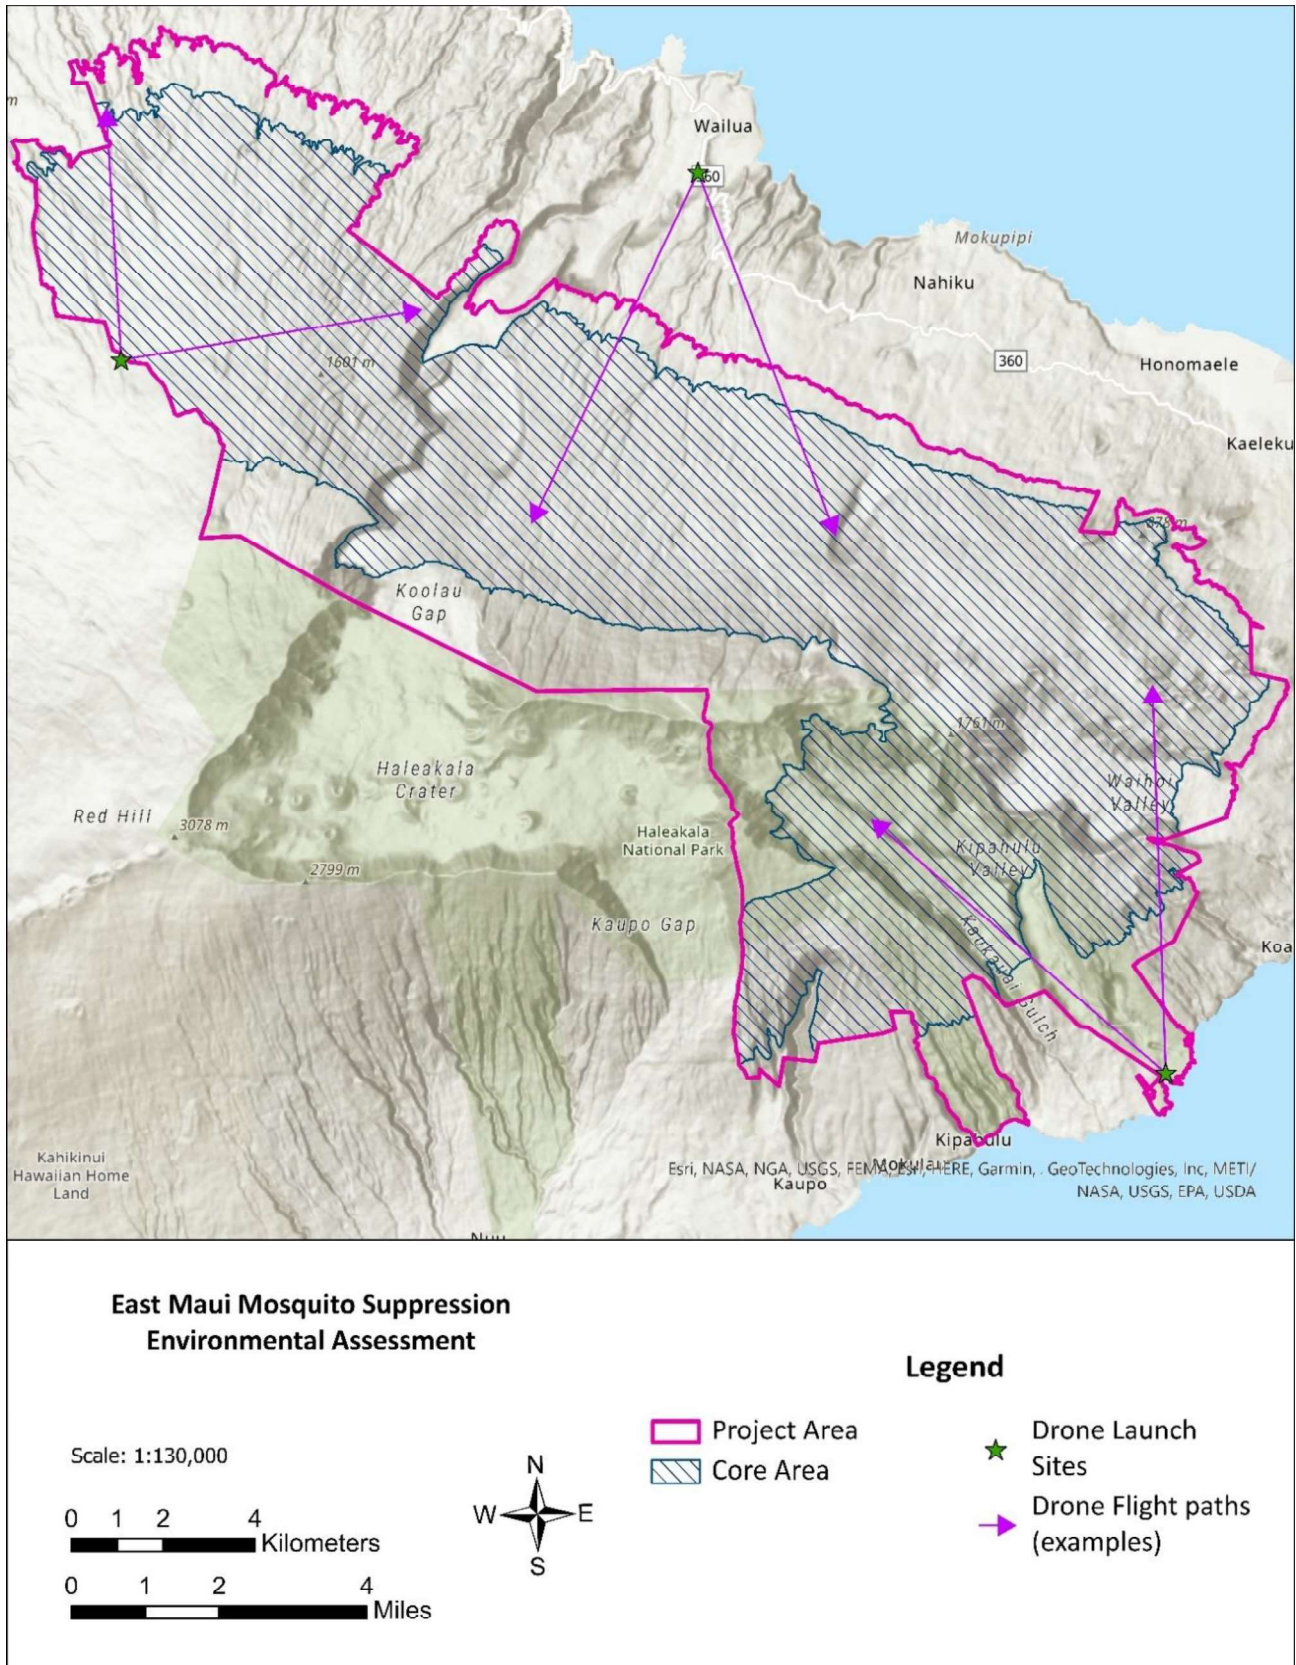 m
Wailua
360
Mokupipi
Nahiku
360
Honomaele
Kaeleku
1601 m
878 m
Koolau
Gap
1761 m
Haleakala
Crater
Waihoi
Valley
Red Hill
3078 m
Haleakala
National Park
2799 m
Kipahulu
Valley
Kaupo Gap
Kaukauai Gulch
Koa
Kipahulu
Mokulau
Kaupo
Kahikinui
Hawaiian Home
Land
Nuu
Esri, NASA, NGA, USGS, FEMA, Esri, HERE, Garmin, . GeoTechnologies, Inc, METI/
NASA, USGS, EPA, USDA
East Maui Mosquito Suppression
Environmental Assessment
Scale: 1:130,000
0 1 2 4
Kilometers
0 1 2 4
Miles
N
W E
S
Legend
Project Area
Core Area
Drone Launch
Sites
Drone Flight paths
(examples)